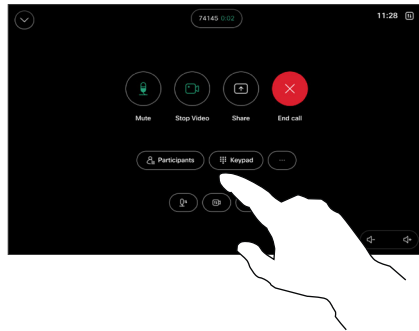 74145 0:02 11:28
Mute Stop Video Share End call
Participants Keypad ...